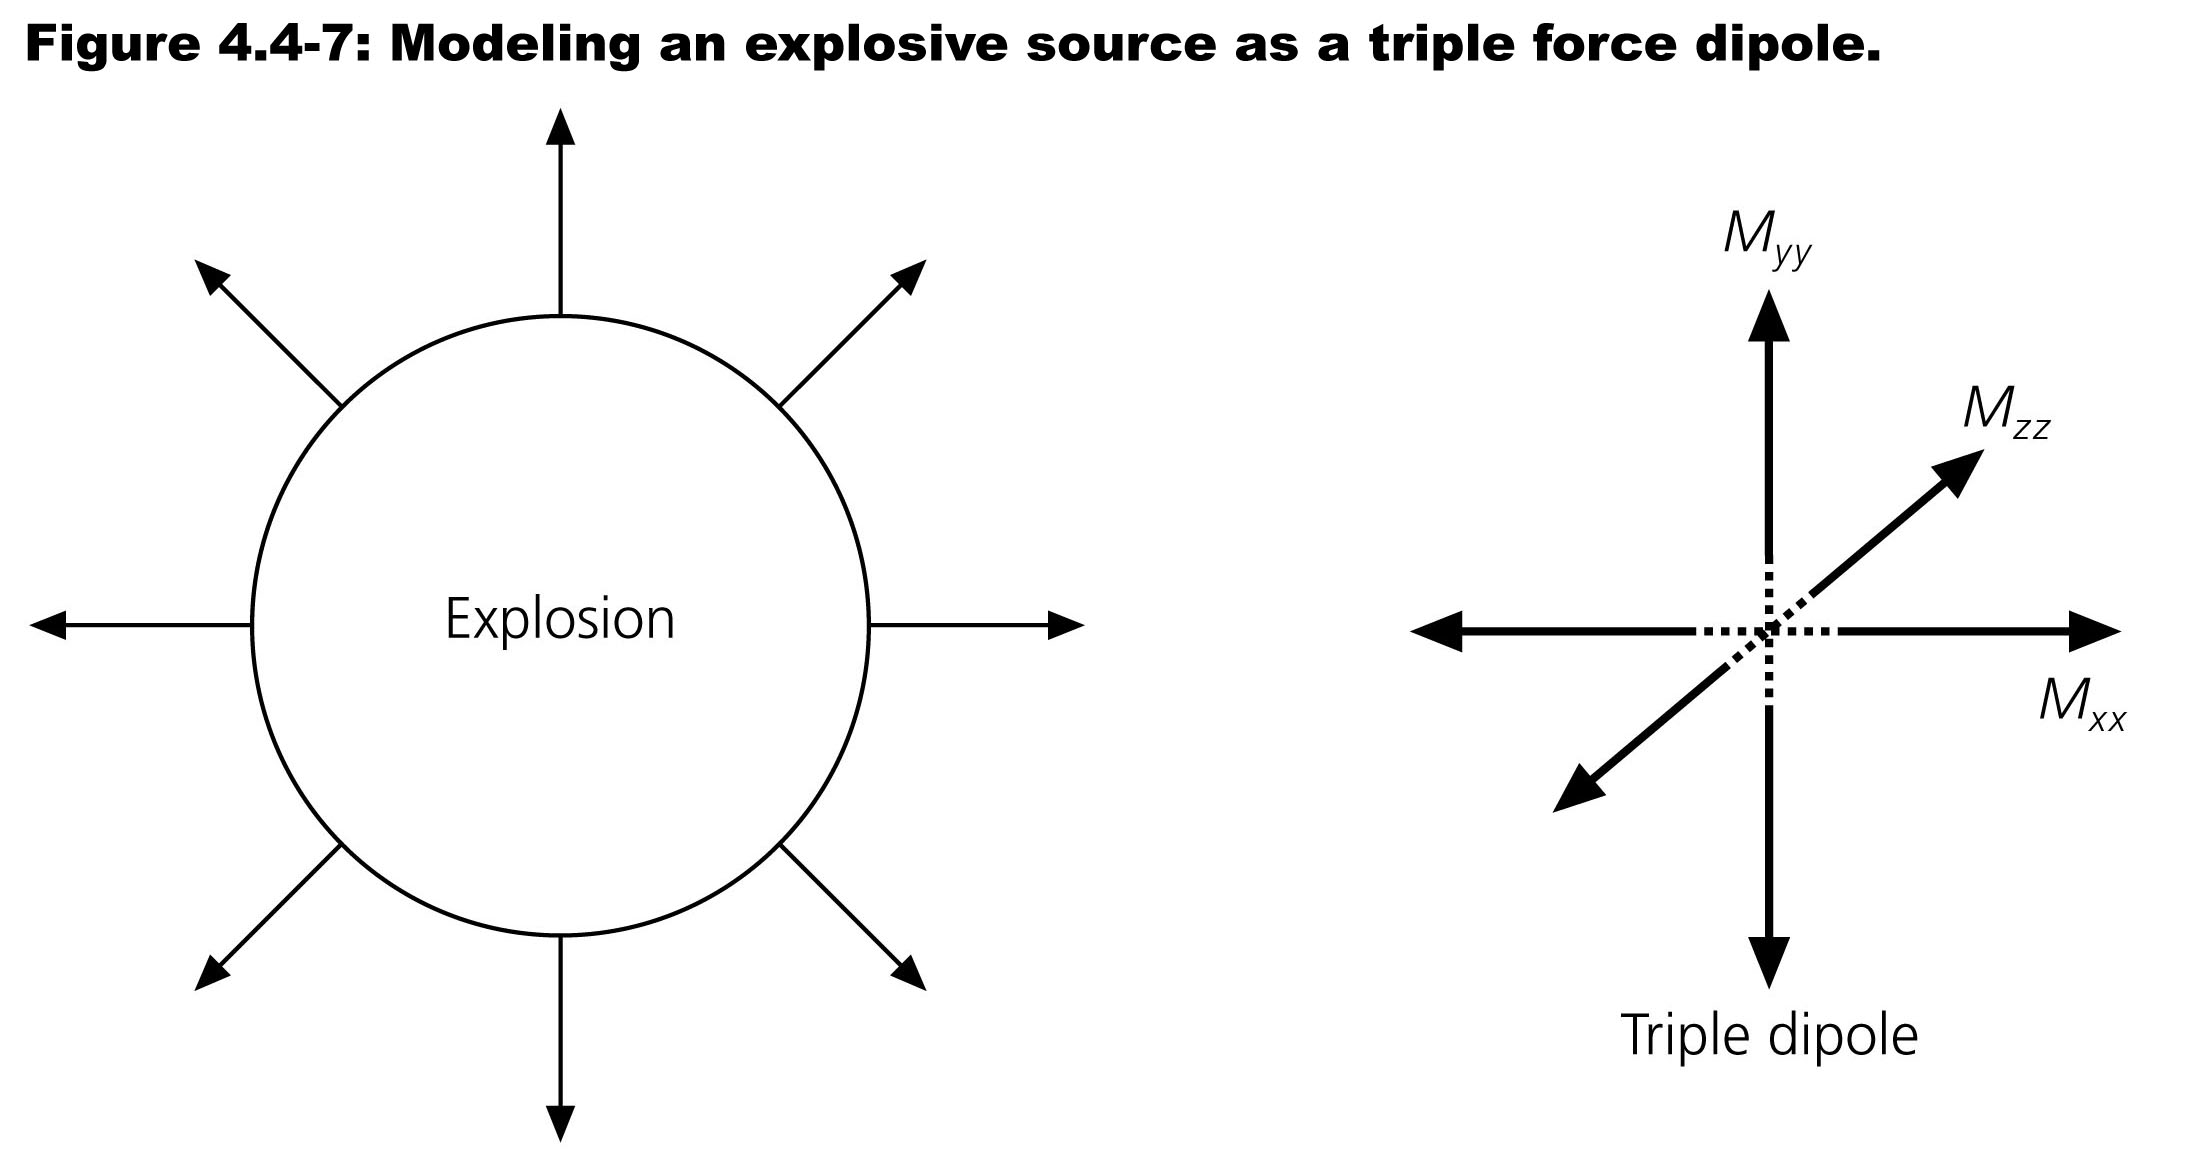 Figure 4.4-7: Modeling an explosive source as a triple force dipole.
Explosion
Myy
Mzz
Mxx
Triple dipole